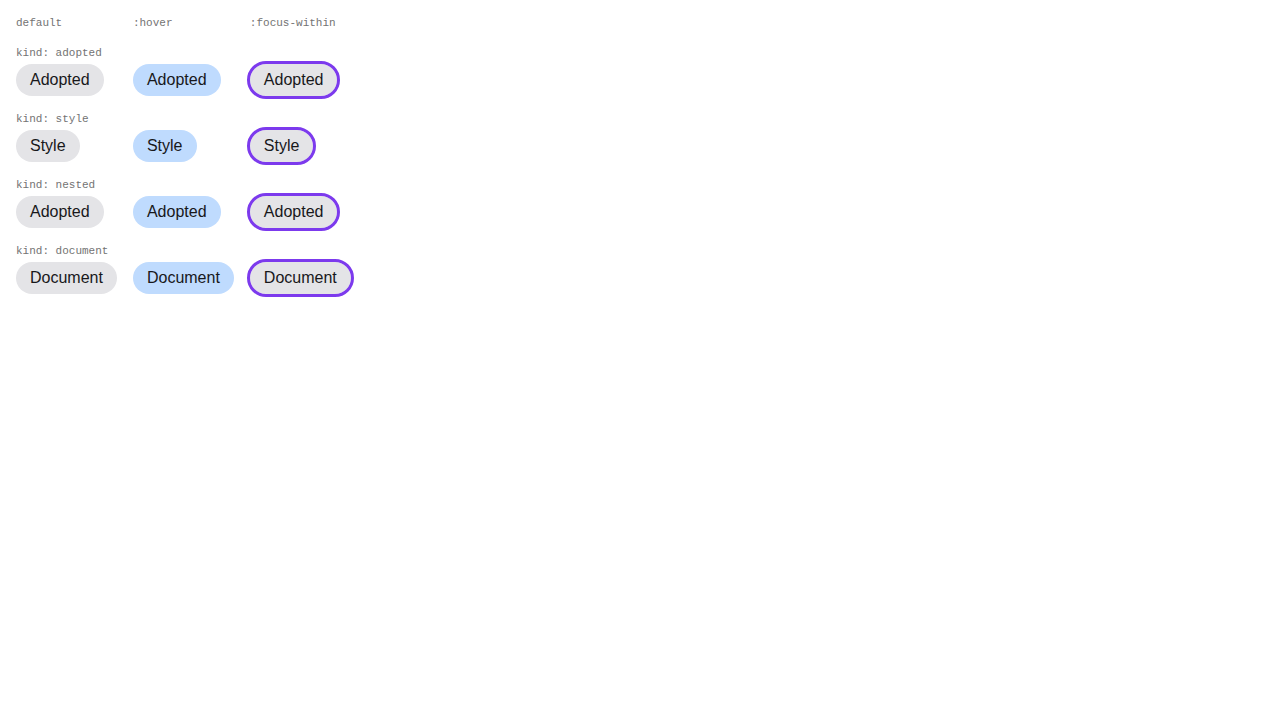 default :hover :focus-within
kind: adopted
Adopted Adopted Adopted
kind: style
Style Style Style
kind: nested
Adopted Adopted Adopted
kind: document
Document Document Document